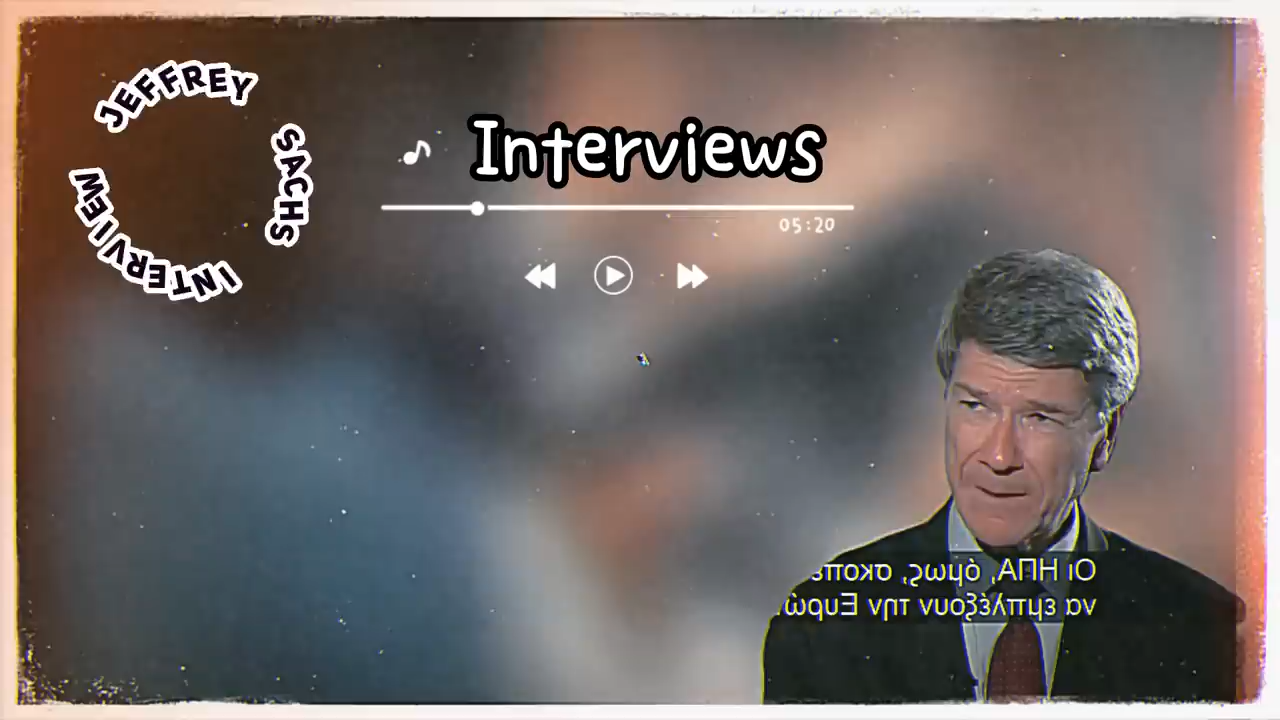 JEFFREY SACHS INTERVIEW
Interviews
05:20
Οι ΗΠΑ, όμως,
να εμπλέξουν την